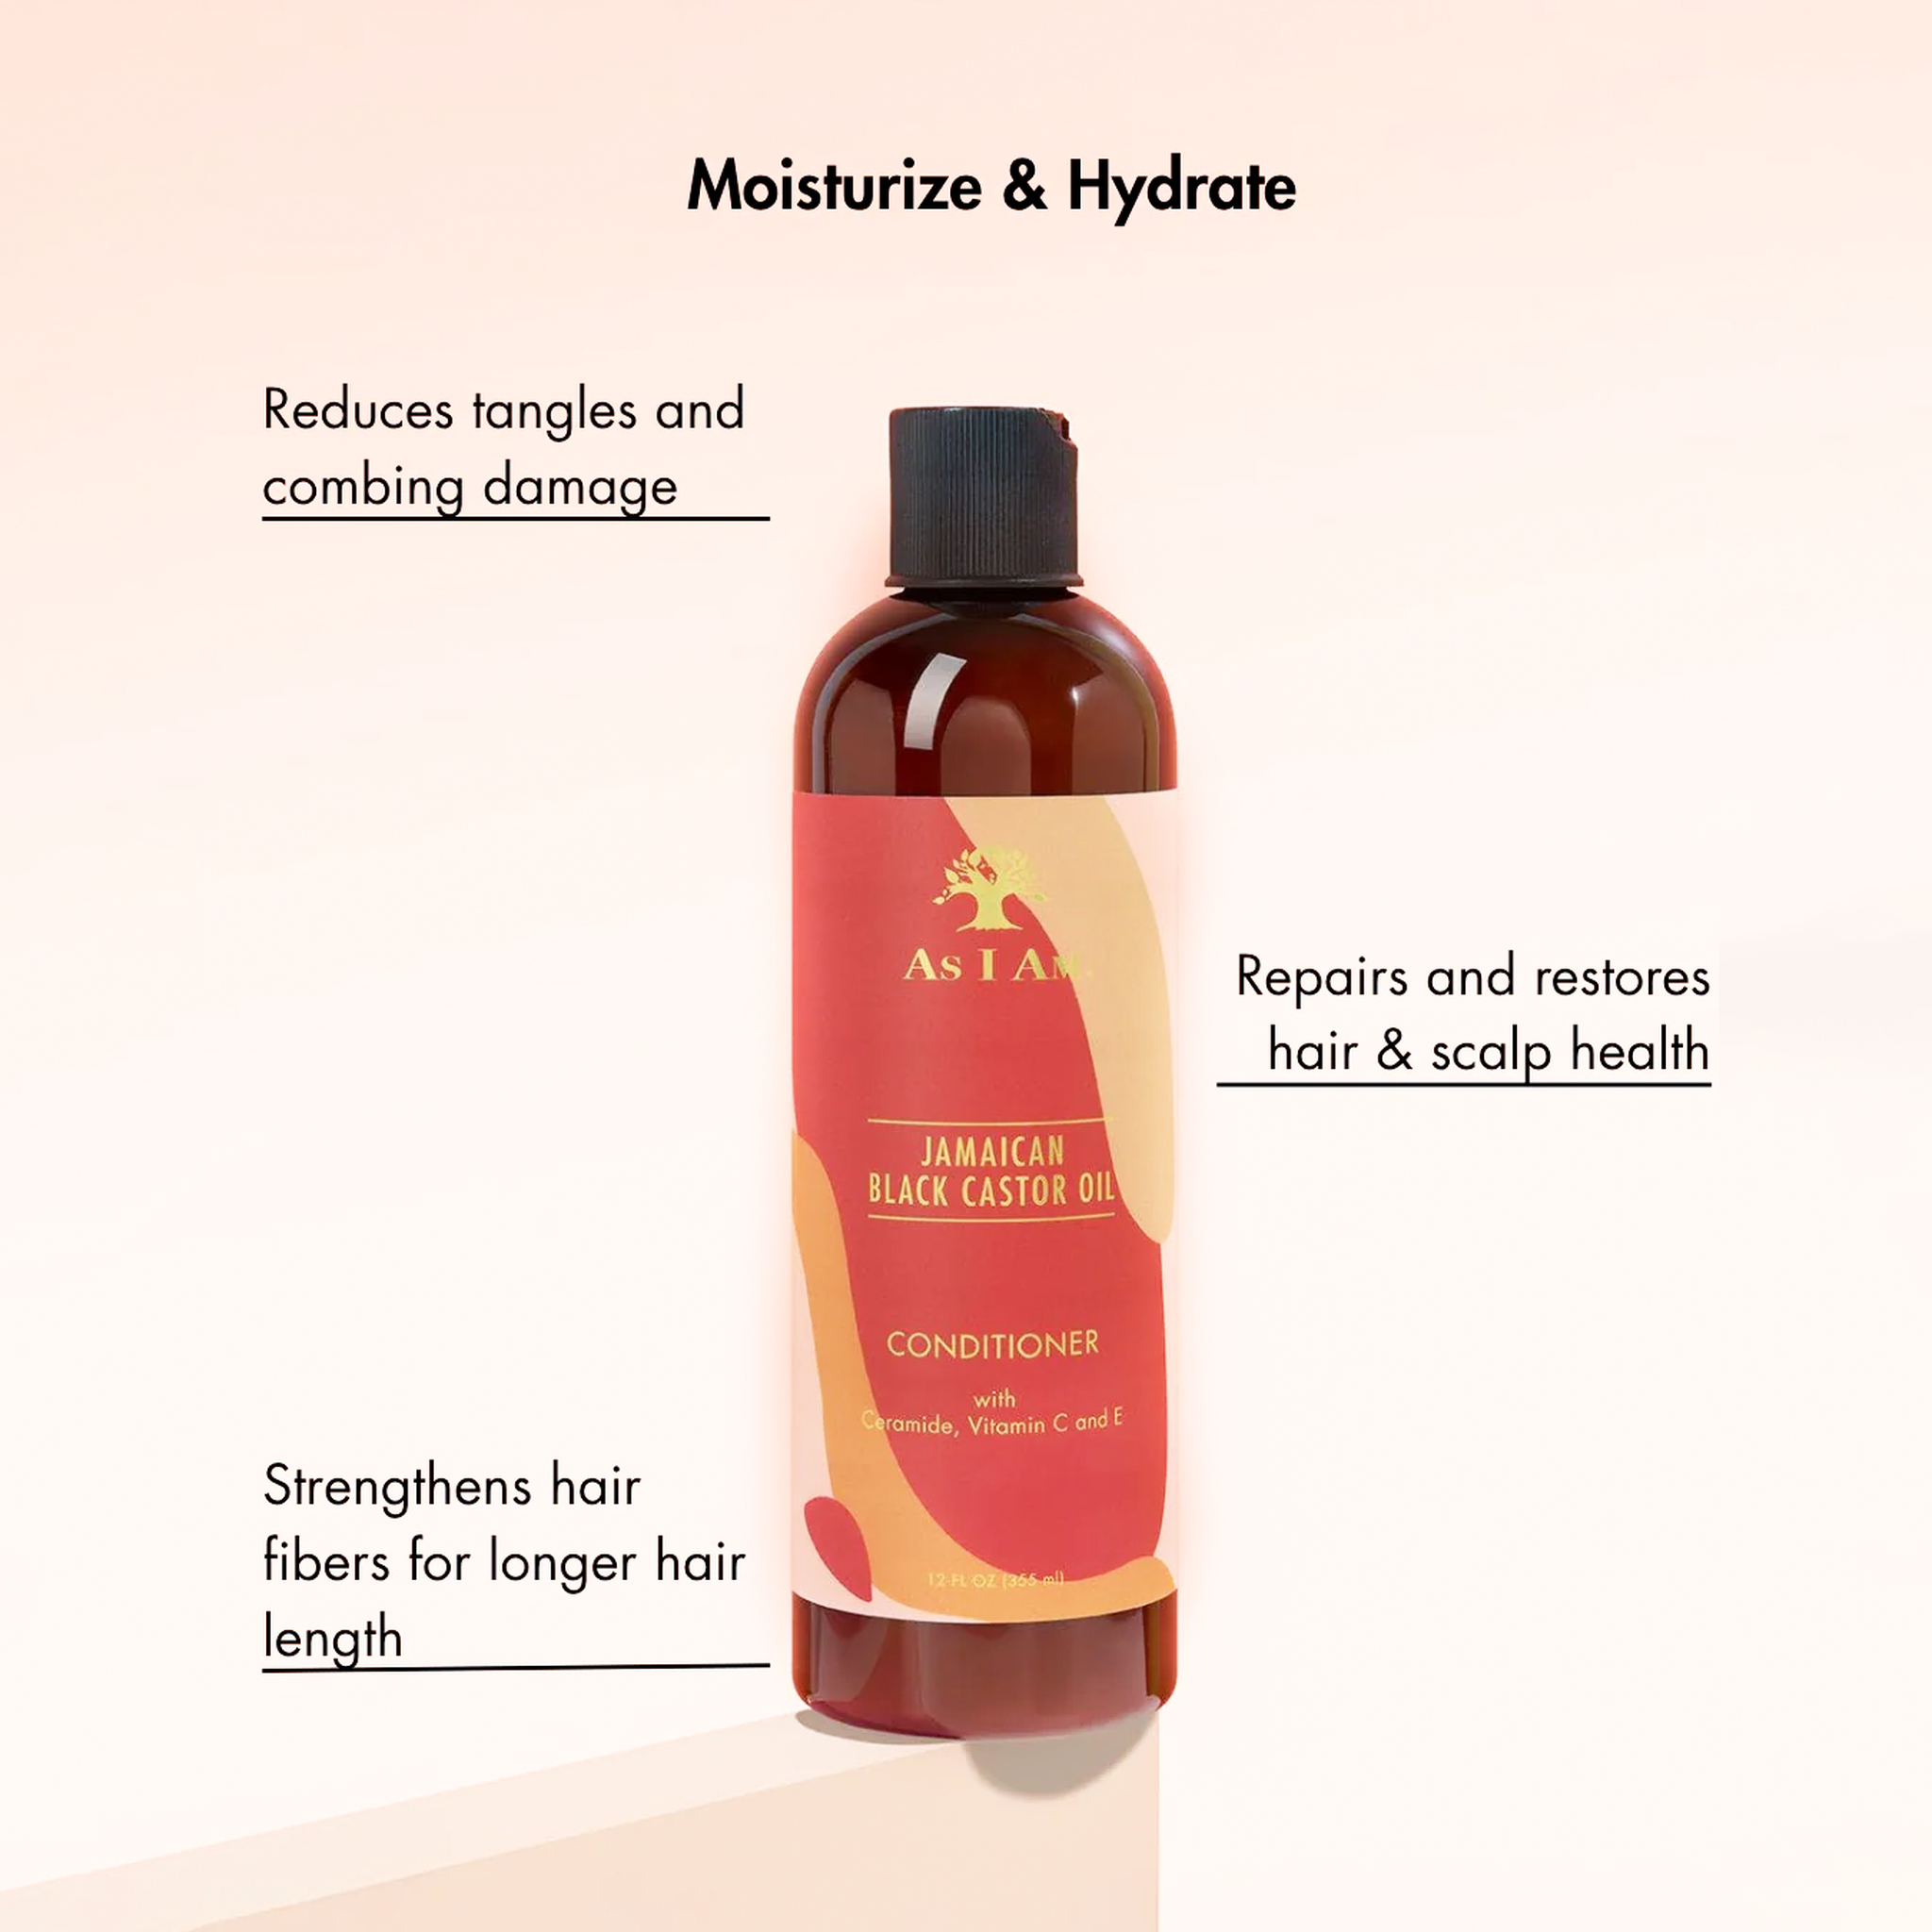 Moisturize & Hydrate
Reduces tangles and
combing damage
As I Am
Repairs and restores
hair & scalp health
JAMAICAN
BLACK CASTOR OIL
CONDITIONER
with
Ceramide, Vitamin C and E
Strengthens hair
fibers for longer hair
length
12 FL OZ (355 ml)